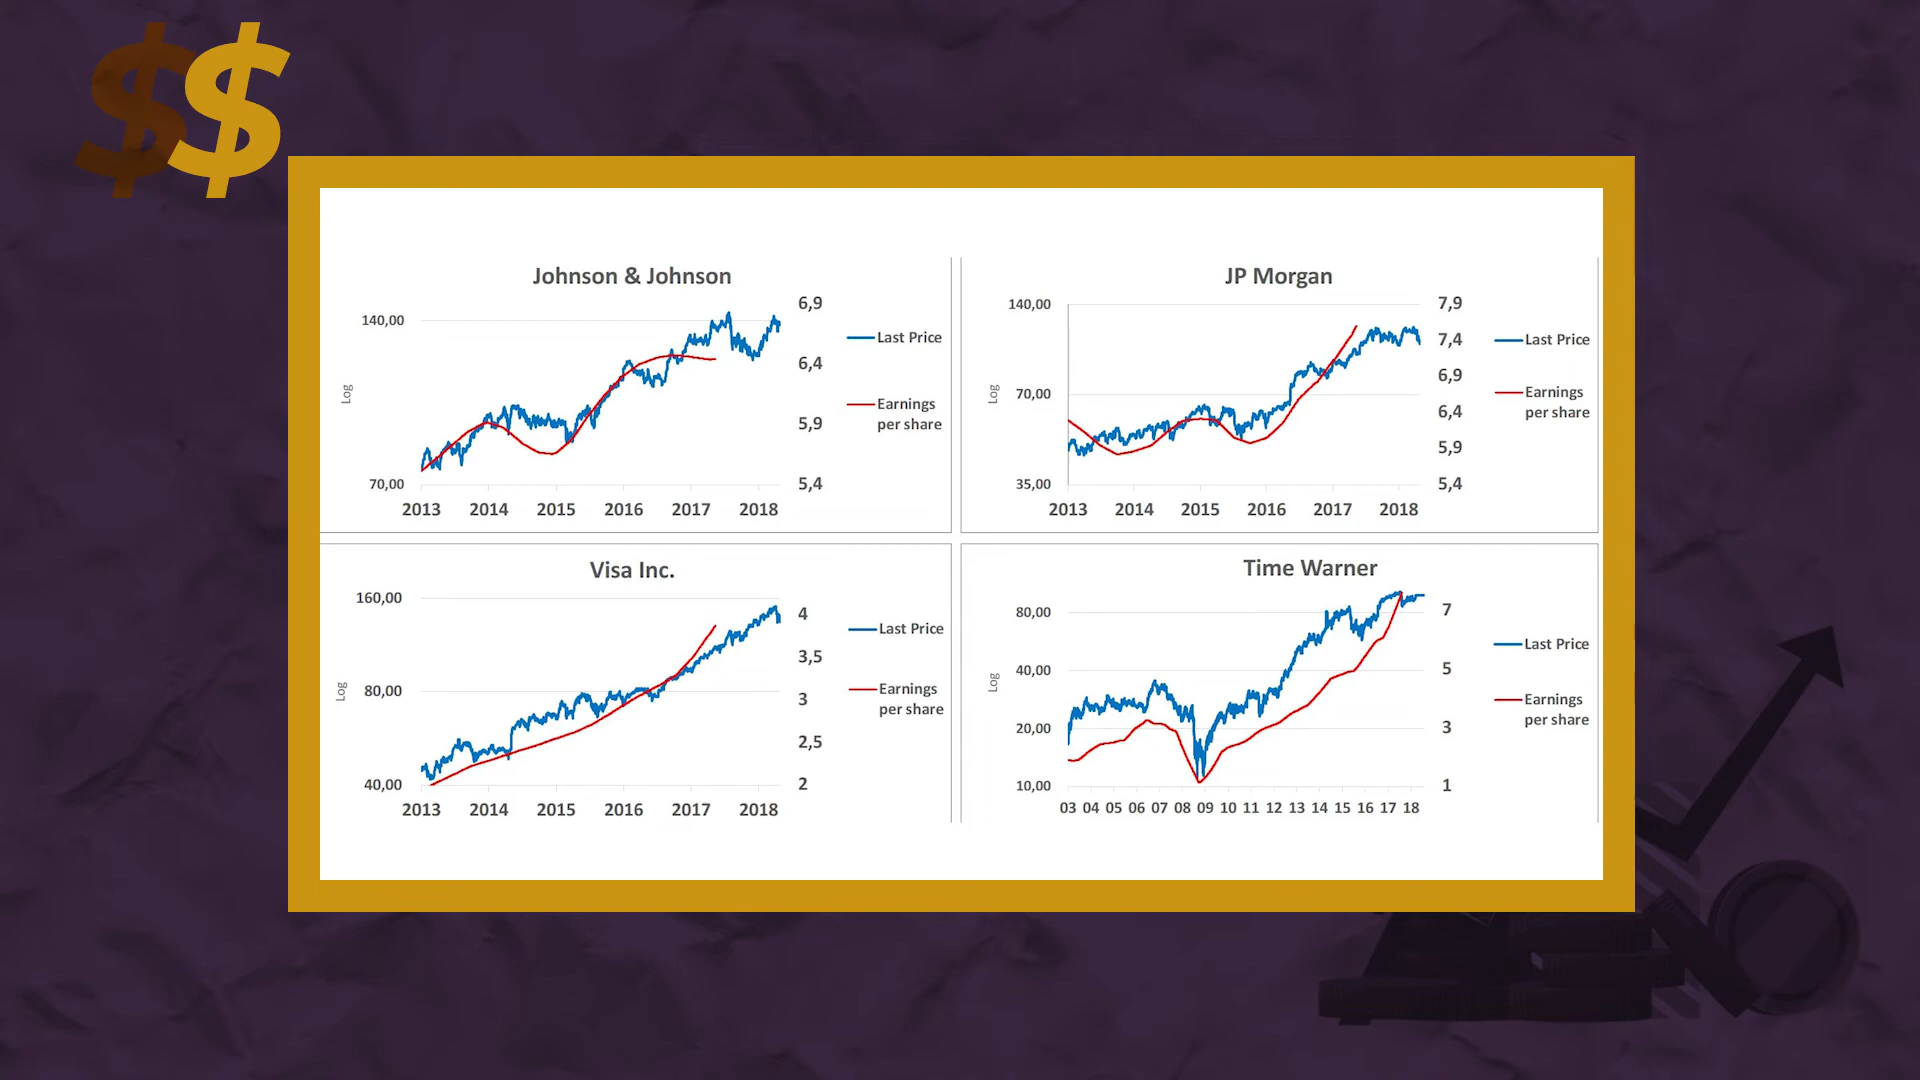 $$
Johnson & Johnson
140,00
70,00
Log
6,9
6,4
5,9
5,4
2013 2014 2015 2016 2017 2018
Last Price
Earnings
per share
JP Morgan
140,00
70,00
35,00
Log
7,9
7,4
6,9
6,4
5,9
5,4
2013 2014 2015 2016 2017 2018
Last Price
Earnings
per share
Visa Inc.
160,00
80,00
40,00
Log
4
3,5
3
2,5
2
2013 2014 2015 2016 2017 2018
Last Price
Earnings
per share
Time Warner
80,00
40,00
20,00
10,00
Log
7
5
3
1
03 04 05 06 07 08 09 10 11 12 13 14 15 16 17 18
Last Price
Earnings
per share